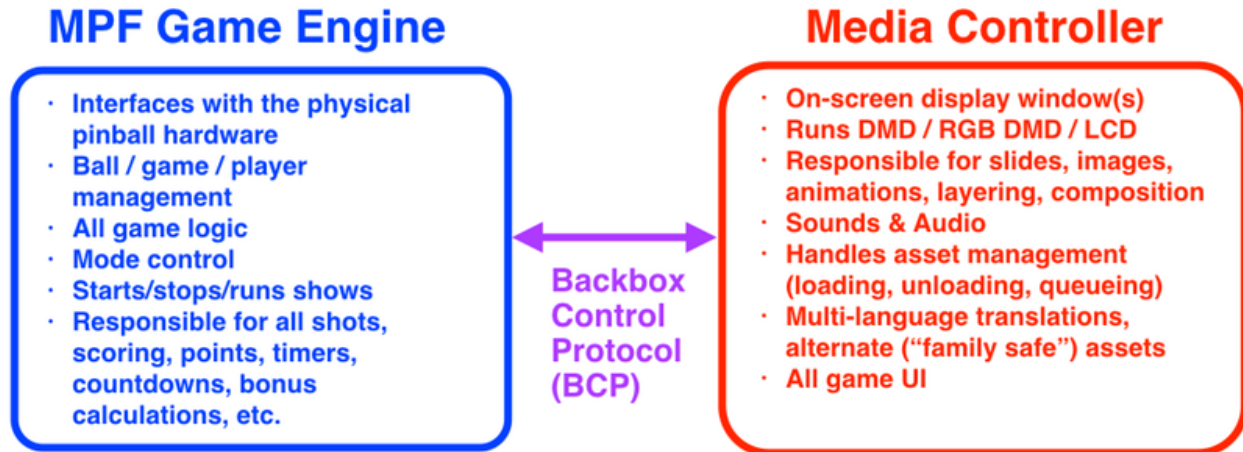 MPF Game Engine
· Interfaces with the physical
pinball hardware
· Ball / game / player
management
· All game logic
· Mode control
· Starts/stops/runs shows
· Responsible for all shots,
scoring, points, timers,
countdowns, bonus
calculations, etc.
Backbox
Control
Protocol
(BCP)
Media Controller
· On-screen display window(s)
· Runs DMD / RGB DMD / LCD
· Responsible for slides, images,
animations, layering, composition
· Sounds & Audio
· Handles asset management
(loading, unloading, queueing)
· Multi-language translations,
alternate (“family safe”) assets
· All game UI